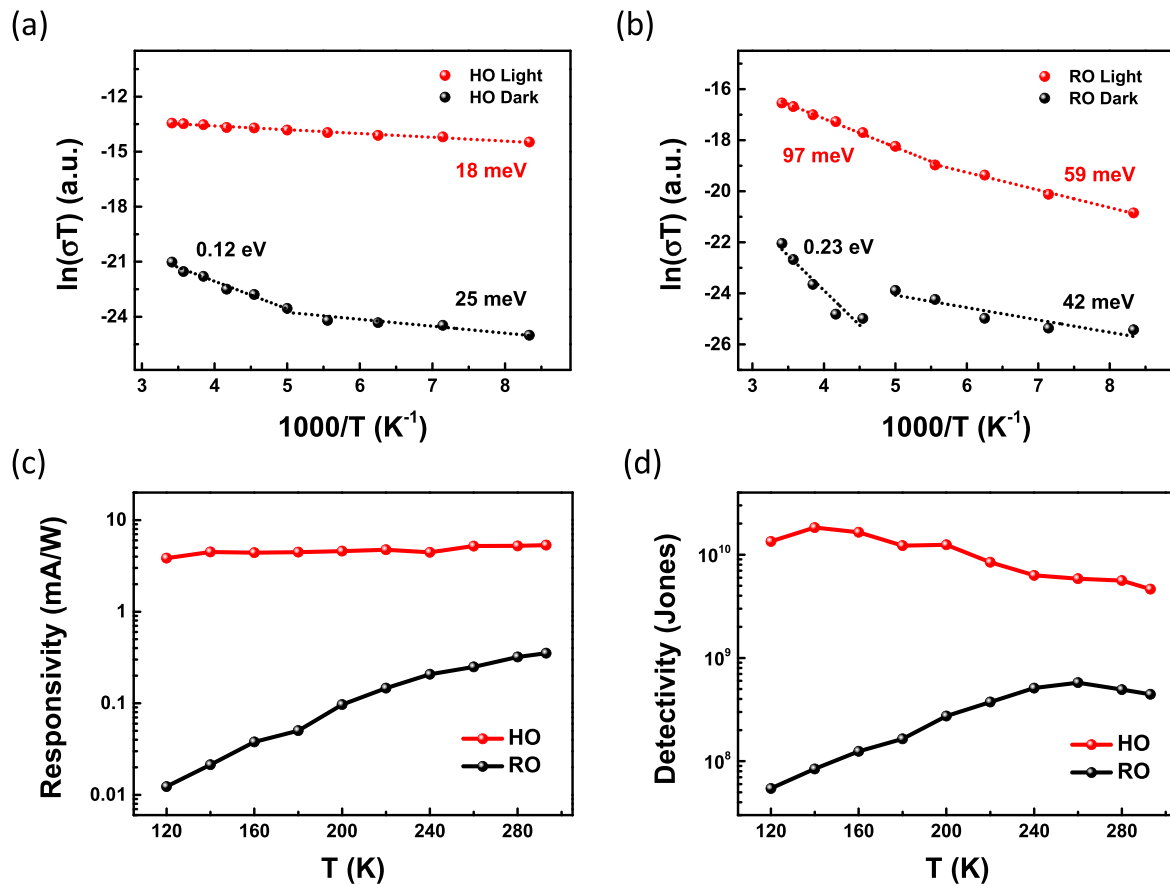 (a)
HO Light
HO Dark
-12
-15
-18
-21
-24
18 meV
0.12 eV
25 meV
3 4 5 6 7 8
ln(σT) (a.u.)
1000/T (K⁻¹)
(b)
RO Light
RO Dark
-16
-18
-20
-22
-24
-26
97 meV
59 meV
0.23 eV
42 meV
3 4 5 6 7 8
ln(σT) (a.u.)
1000/T (K⁻¹)
(c)
10
1
0.1
0.01
HO
RO
120 160 200 240 280
Responsivity (mA/W)
T (K)
(d)
10¹⁰
10⁹
10⁸
HO
RO
120 160 200 240 280
Detectivity (Jones)
T (K)